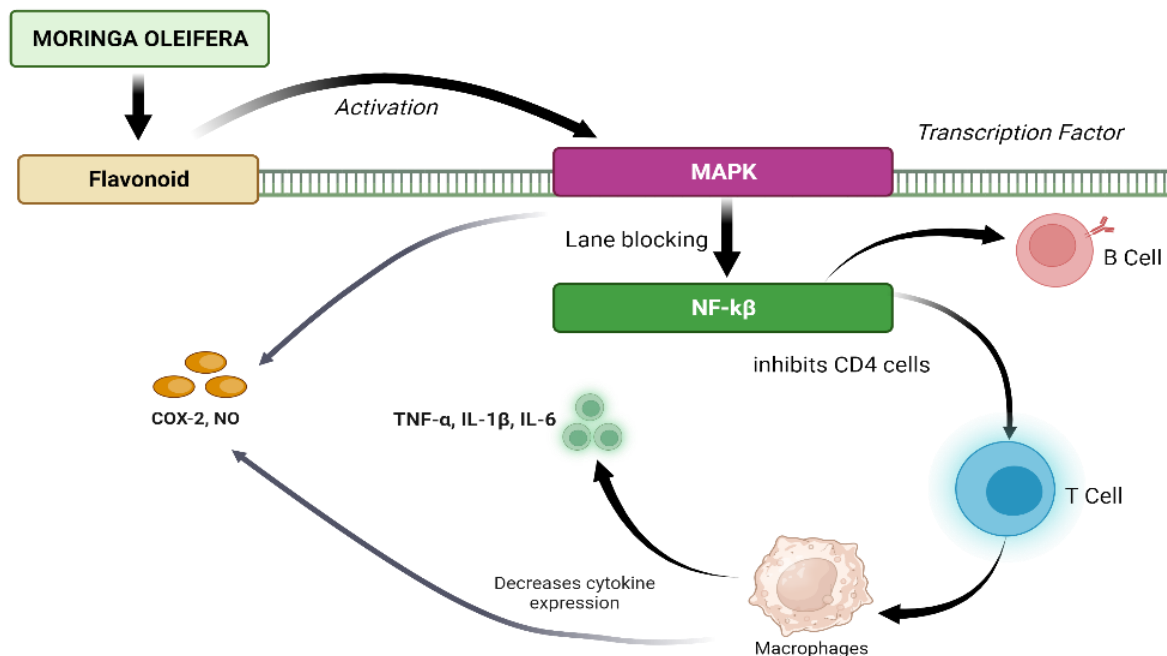 MORINGA OLEIFERA
Activation
Transcription Factor
Flavonoid
MAPK
Lane blocking
B Cell
NF-kβ
inhibits CD4 cells
COX-2, NO
TNF-α, IL-1β, IL-6
T Cell
Decreases cytokine
expression
Macrophages